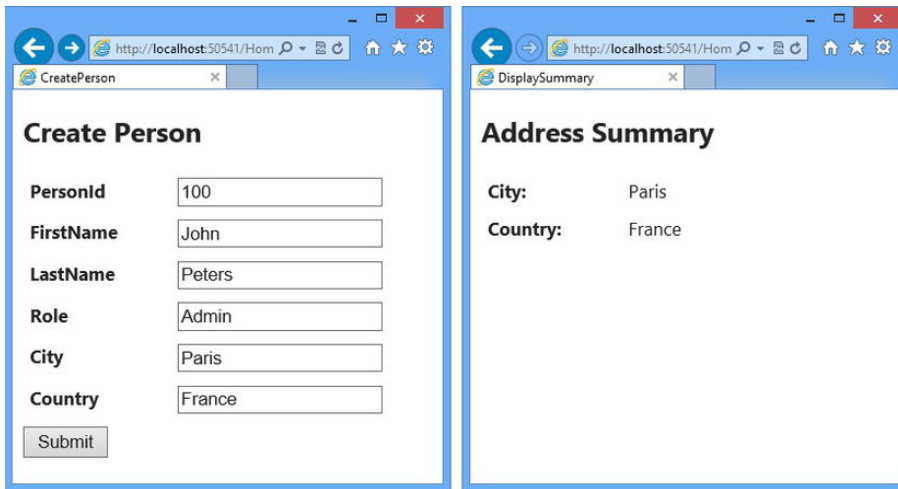 http://localhost:50541/Hom
CreatePerson
Create Person
PersonId 100
FirstName John
LastName Peters
Role Admin
City Paris
Country France
Submit
http://localhost:50541/Hom
DisplaySummary
Address Summary
City: Paris
Country: France